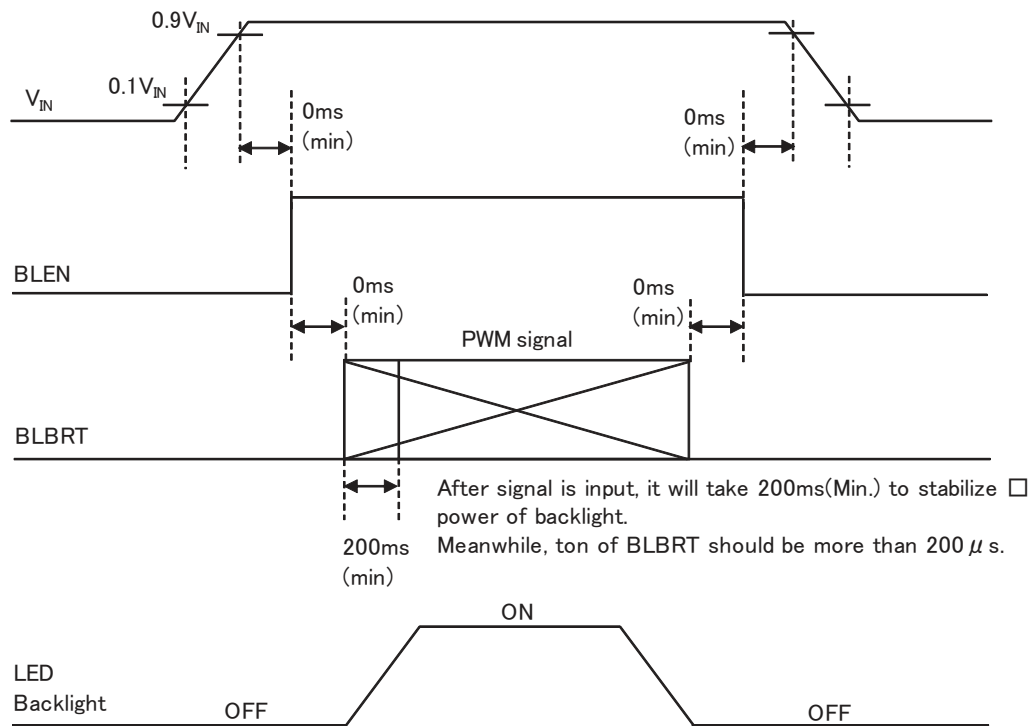 0.9VIN
0.1VIN
VIN
0ms
(min)
0ms
(min)
BLEN
0ms
(min)
0ms
(min)
PWM signal
BLBRT
After signal is input, it will take 200ms(Min.) to stabilize □
power of backlight.
200ms
(min)
Meanwhile, ton of BLBRT should be more than 200μs.
ON
LED
Backlight
OFF
OFF